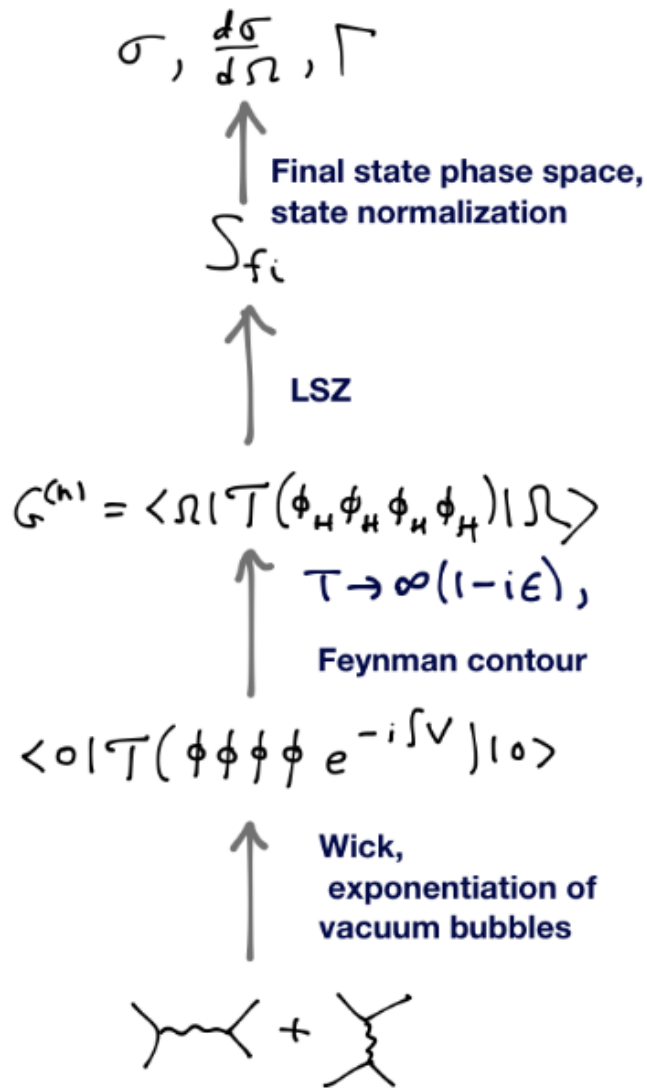 σ, dσ/dΩ, Γ
Final state phase space,
state normalization
S_fi
LSZ
G^(n) = <Ω|T(ϕ_H ϕ_H ϕ_H ϕ_H)|Ω>
T → ∞(1-iϵ),
Feynman contour
<0|T(ϕ ϕ ϕ ϕ e^{-i∫V})|0>
Wick,
exponentiation of
vacuum bubbles
+